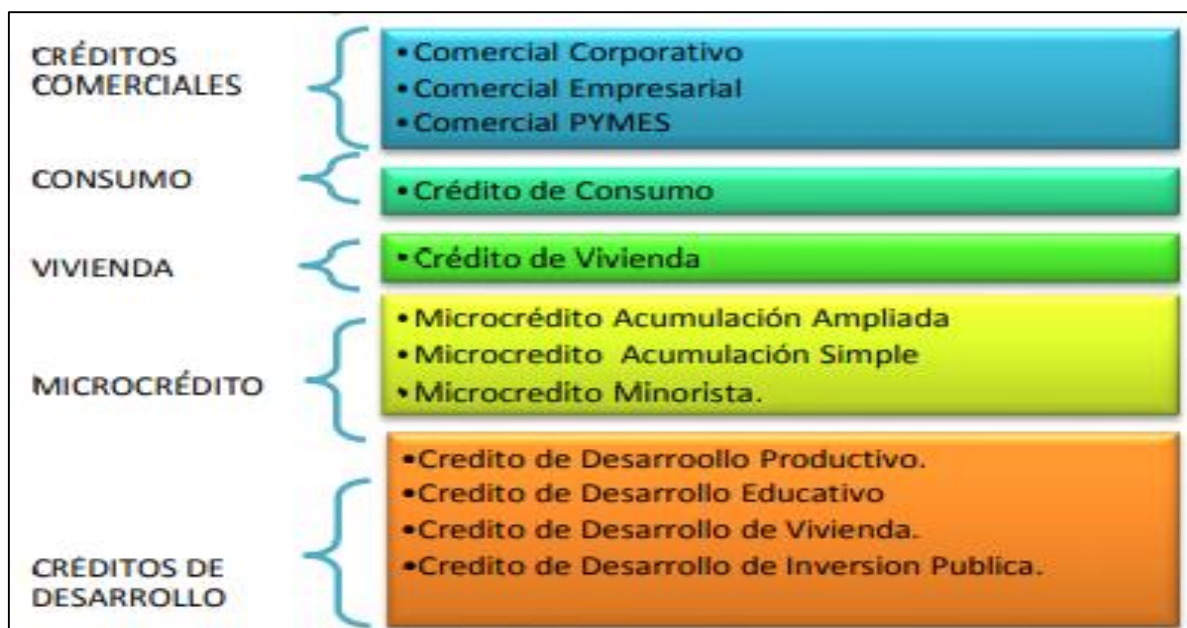 CRÉDITOS
COMERCIALES
•Comercial Corporativo
•Comercial Empresarial
•Comercial PYMES
CONSUMO
•Crédito de Consumo
VIVIENDA
•Crédito de Vivienda
MICROCRÉDITO
•Microcrédito Acumulación Ampliada
•Microcredito Acumulación Simple
•Microcredito Minorista.
CRÉDITOS DE
DESARROLLO
•Credito de Desarroollo Productivo.
•Credito de Desarrollo Educativo
•Credito de Desarrollo de Vivienda.
•Credito de Desarrollo de Inversion Publica.